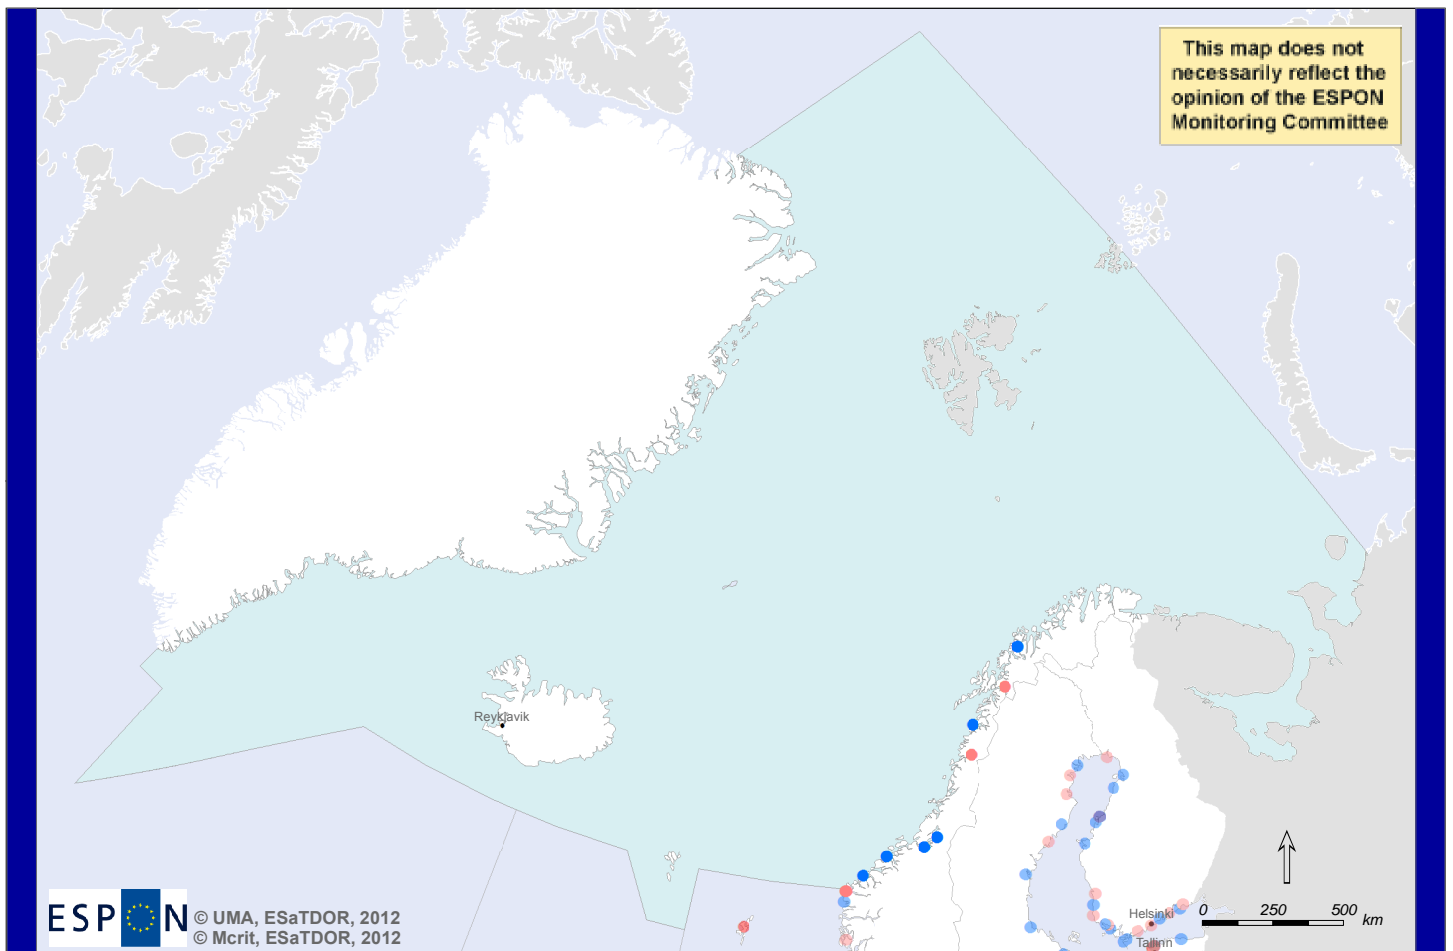 This map does not
necessarily reflect the
opinion of the ESPON
Monitoring Committee
Reykjavik
Helsinki
Tallinn
0 250 500 km
ESPON
© UMA, ESaTDOR, 2012
© Mcrit, ESaTDOR, 2012